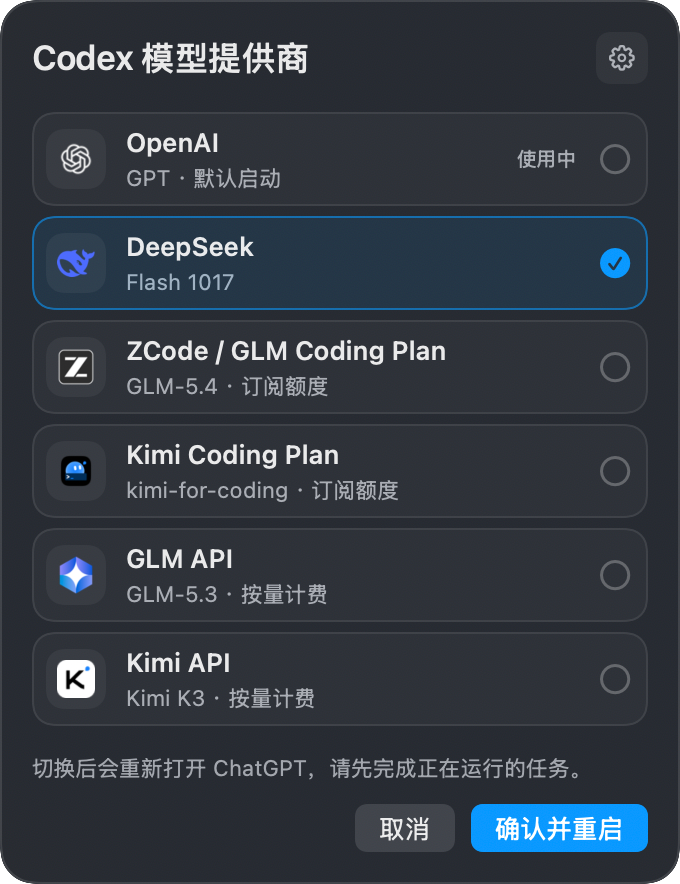 Codex 模型提供商
OpenAI
GPT · 默认启动
使用中
DeepSeek
Flash 1017
ZCode / GLM Coding Plan
GLM-5.4 · 订阅额度
Kimi Coding Plan
kimi-for-coding · 订阅额度
GLM API
GLM-5.3 · 按量计费
Kimi API
Kimi K3 · 按量计费
切换后会重新打开 ChatGPT，请先完成正在运行的任务。
取消
确认并重启